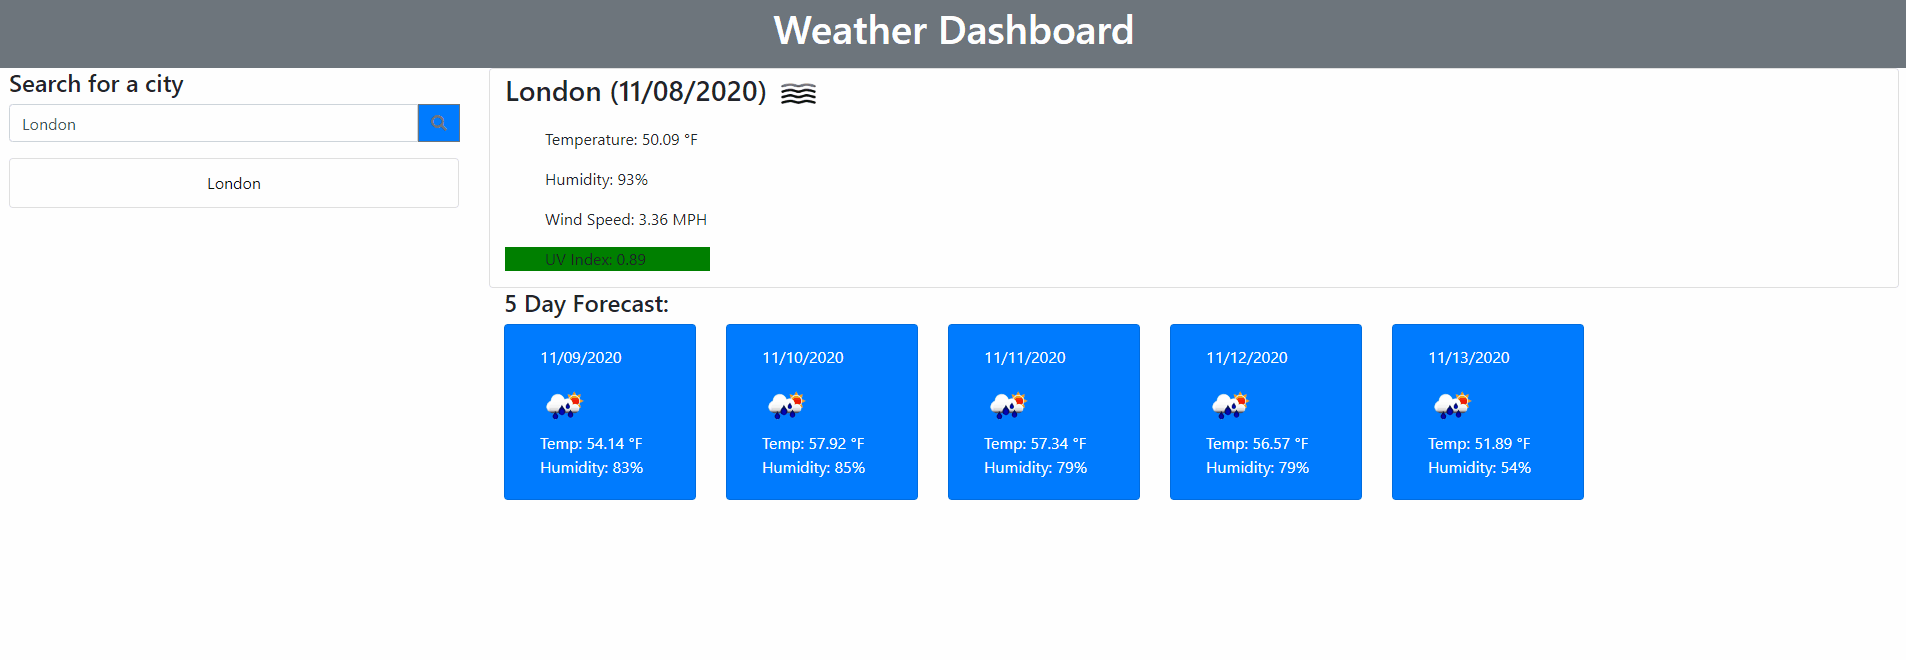 Weather Dashboard
Search for a city
London
London
London (11/08/2020)
Temperature: 50.09 °F
Humidity: 93%
Wind Speed: 3.36 MPH
UV Index: 0.89
5 Day Forecast:
11/09/2020
Temp: 54.14 °F
Humidity: 83%
11/10/2020
Temp: 57.92 °F
Humidity: 85%
11/11/2020
Temp: 57.34 °F
Humidity: 79%
11/12/2020
Temp: 56.57 °F
Humidity: 79%
11/13/2020
Temp: 51.89 °F
Humidity: 54%